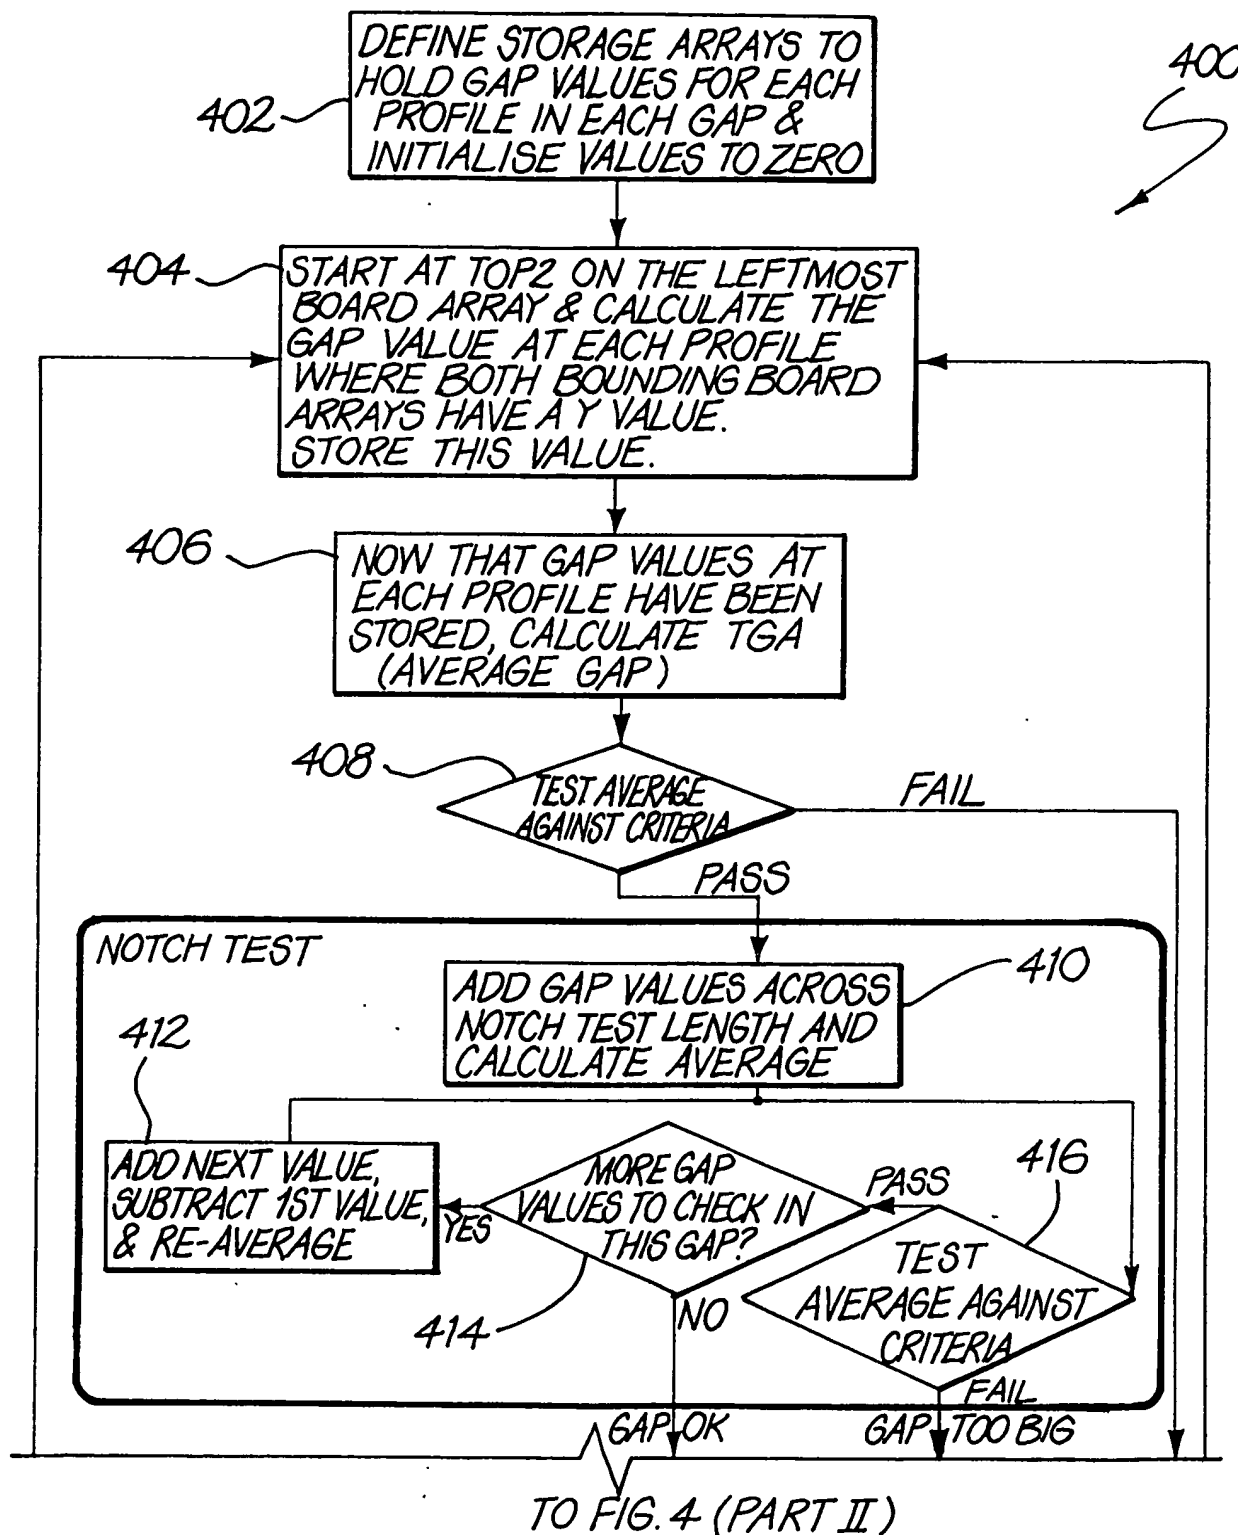 400
DEFINE STORAGE ARRAYS TO
HOLD GAP VALUES FOR EACH
PROFILE IN EACH GAP &
INITIALISE VALUES TO ZERO
402
404
START AT TOP2 ON THE LEFTMOST
BOARD ARRAY & CALCULATE THE
GAP VALUE AT EACH PROFILE
WHERE BOTH BOUNDING BOARD
ARRAYS HAVE A Y VALUE.
STORE THIS VALUE.
406
NOW THAT GAP VALUES AT
EACH PROFILE HAVE BEEN
STORED, CALCULATE TGA
(AVERAGE GAP)
408
TEST AVERAGE
AGAINST CRITERIA
FAIL
PASS
NOTCH TEST
410
ADD GAP VALUES ACROSS
NOTCH TEST LENGTH AND
CALCULATE AVERAGE
412
ADD NEXT VALUE,
SUBTRACT 1ST VALUE,
& RE-AVERAGE
YES
MORE GAP
VALUES TO CHECK IN
THIS GAP?
414
NO
PASS
416
TEST
AVERAGE AGAINST
CRITERIA
FAIL
GAP OK
GAP TOO BIG
TO FIG. 4 (PART II)